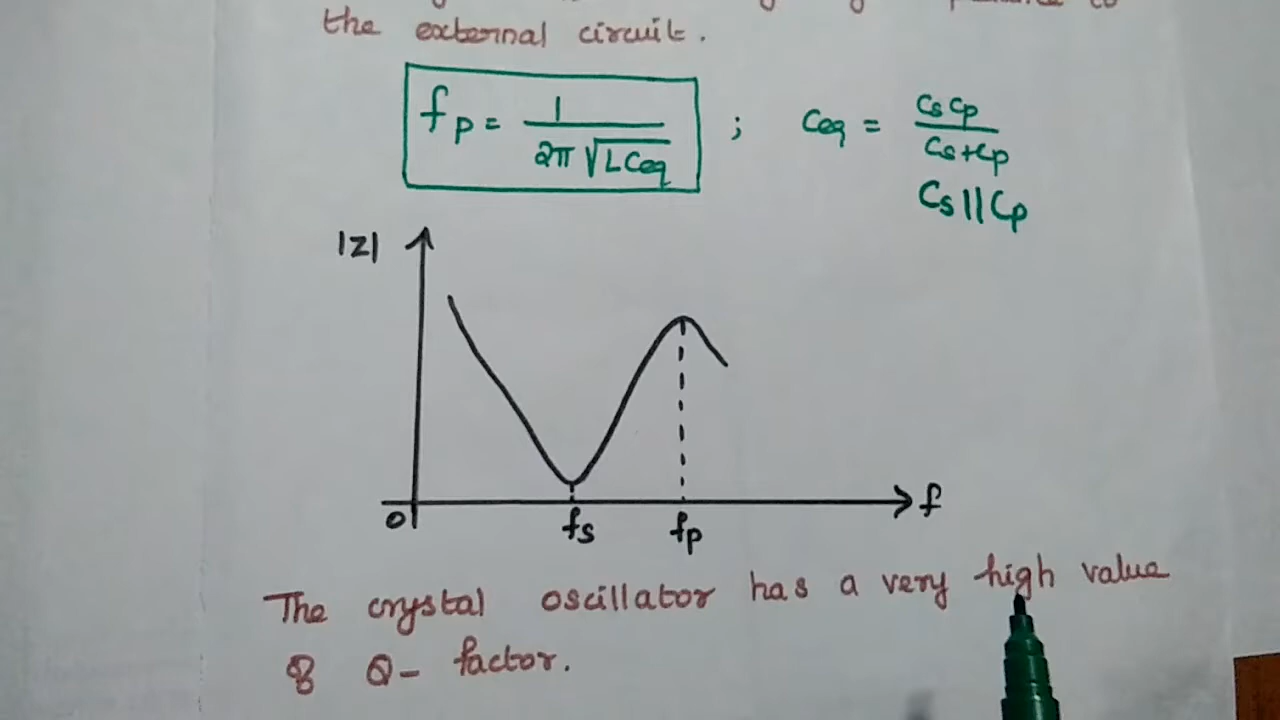 the external circuit.
fp = 1 / 2π √LCeq ; Ceq = CsCp / Cs+Cp
Cs||Cp
|z|
0
fs
fp
f
The crystal oscillator has a very high value
of Q- factor.